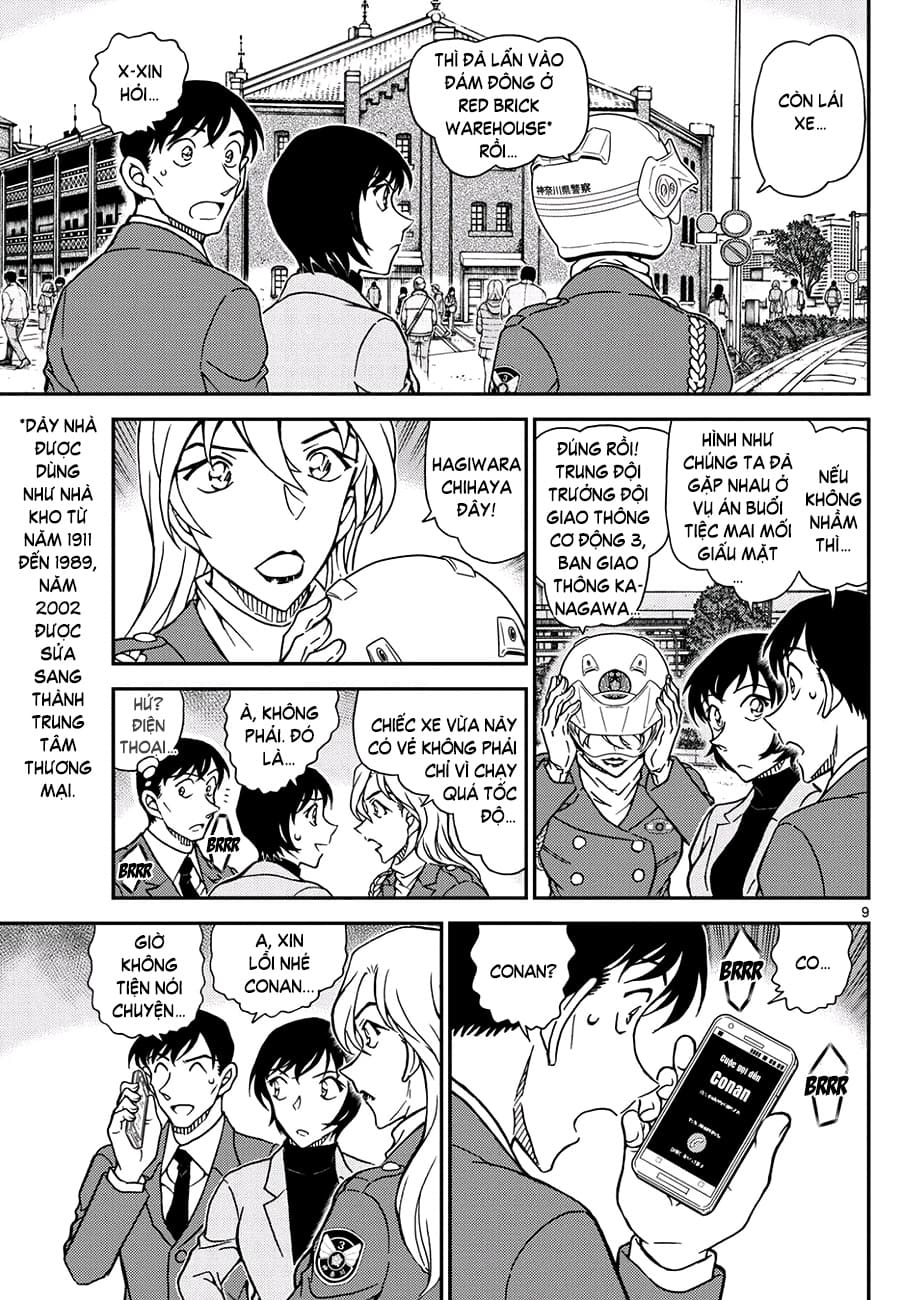 CÒN LÁI
XE...
THÌ ĐÃ LẨN VÀO
ĐÁM ĐÔNG Ở
RED BRICK
WAREHOUSE*
RỒI...
X-XIN
HỎI...
神奈川県警察
3
NẾU
KHÔNG
NHẦM
THÌ...
HÌNH NHƯ
CHÚNG TA ĐÃ
GẶP NHAU Ở
VỤ ÁN BUỔI
TIỆC MAI MỐI
GIẤU MẶT
...
ĐÚNG RỒI!
TRUNG ĐỘI
TRƯỞNG ĐỘI
GIAO THÔNG
CƠ ĐỘNG 3,
BAN GIAO
THÔNG KA-
NAGAWA...
HAGIWARA
CHIHAYA
ĐÂY!
*DÃY NHÀ
ĐƯỢC
DÙNG
NHƯ NHÀ
KHO TỪ
NĂM 1911
ĐẾN 1989,
NĂM
2002
ĐƯỢC
SỬA
SANG
THÀNH
TRUNG
TÂM
THƯƠNG
MẠI.
CHIẾC XE VỪA NÃY
CÓ VẺ KHÔNG PHẢI
CHỈ VÌ CHẠY
QUÁ TỐC
ĐỘ...
À, KHÔNG
PHẢI. ĐÓ
LÀ...
HỬ?
ĐIỆN
THOẠI...
BRRR
BRRR
9
CO...
BRRR
BRRR
CONAN?
Cuộc gọi đến
Conan
A, XIN
LỖI NHÉ
CONAN...
GIỜ
KHÔNG
TIỆN NÓI
CHUYỆN...
3